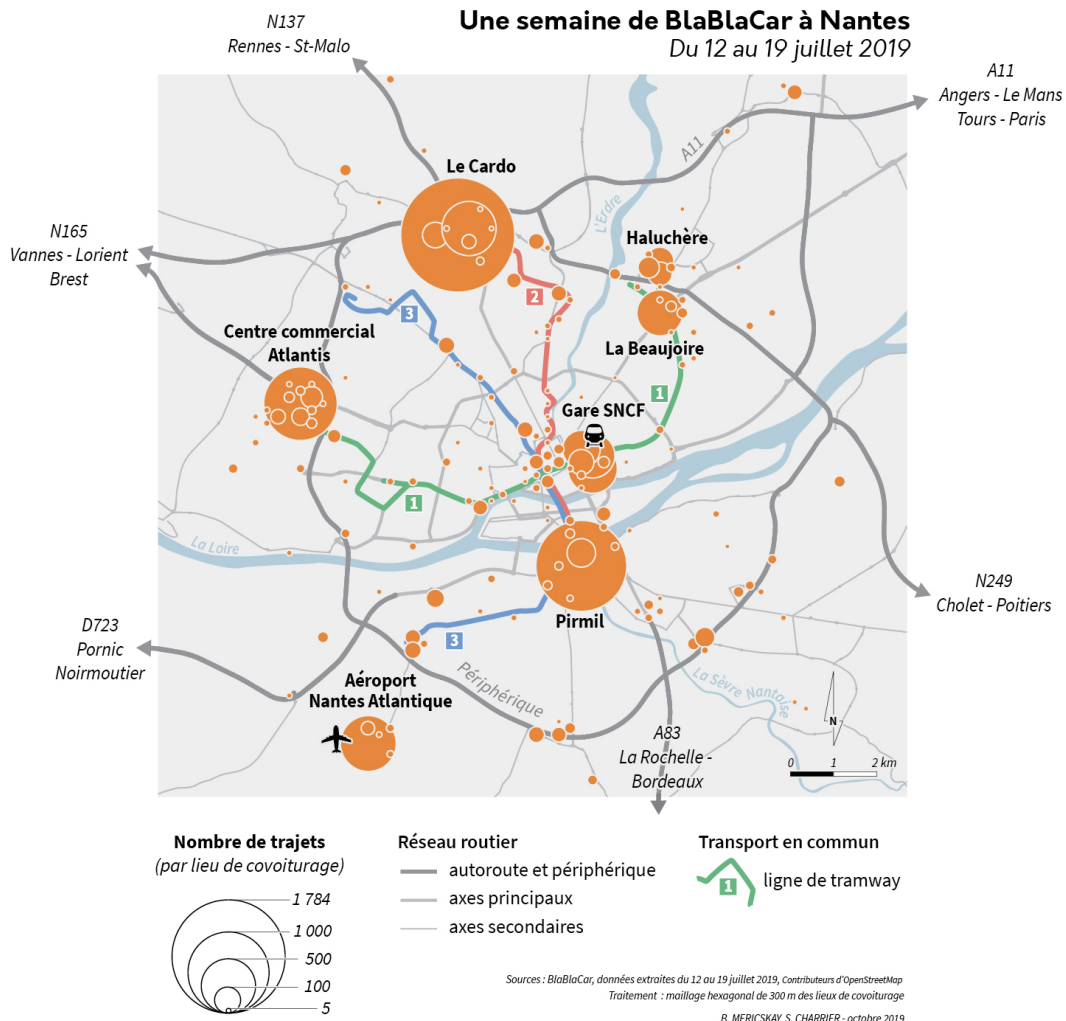 Une semaine de BlaBlaCar à Nantes
Du 12 au 19 juillet 2019
N137
Rennes - St-Malo
A11
Angers - Le Mans
Tours - Paris
A11
Le Cardo
L'Erdre
N165
Vannes - Lorient
Brest
Haluchère
2
3
Centre commercial
Atlantis
La Beaujoire
1
Gare SNCF
1
La Loire
N249
Cholet - Poitiers
Pirmil
D723
Pornic
Noirmoutier
3
Périphérique
La Sèvre Nantaise
Aéroport
Nantes Atlantique
N
A83
La Rochelle -
Bordeaux
0 1 2 km
Nombre de trajets
(par lieu de covoiturage)
1 784
1 000
500
100
5
Réseau routier
autoroute et périphérique
axes principaux
axes secondaires
Transport en commun
1
ligne de tramway
Sources : BlaBlaCar, données extraites du 12 au 19 juillet 2019, Contributeurs d'OpenStreetMap
Traitement : maillage hexagonal de 300 m des lieux de covoiturage
B. MERICSKAY, S. CHARRIER - octobre 2019